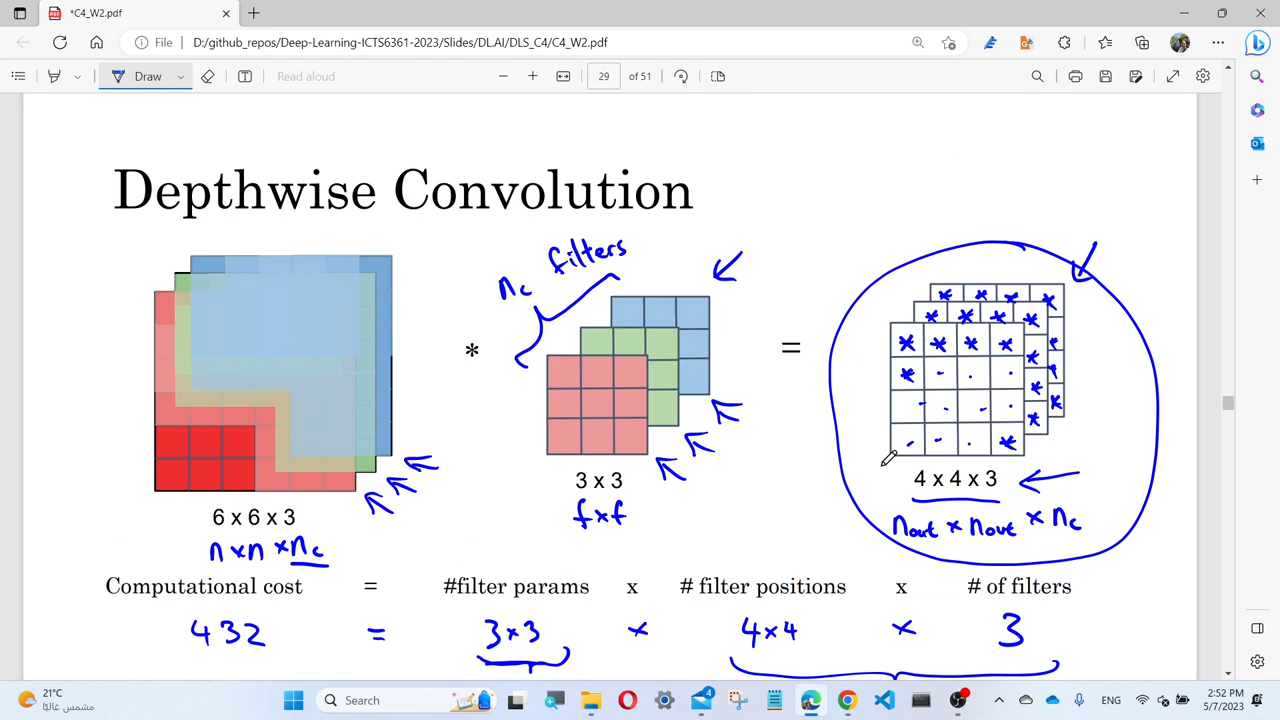 *C4_W2.pdf
File
D:/github_repos/Deep-Learning-ICTS6361-2023/Slides/DL.AI/DLS_C4/C4_W2.pdf
Draw
Read aloud
29
of 51
Depthwise Convolution
nc filters
*
=
3 x 3
4 x 4 x 3
f x f
6 x 6 x 3
nout x nout x nc
n x n x nc
Computational cost = #filter params x # filter positions x # of filters
432 = 3x3 x 4x4 x 3
21°C
مشمس غالبًا
Search
4
ENG
2:52 PM
5/7/2023